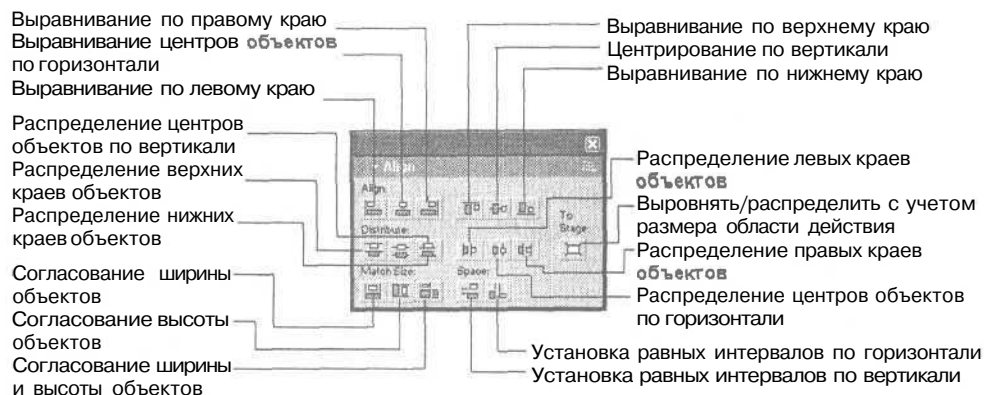 Выравнивание по правому краю
Выравнивание центров объектов
по горизонтали
Выравнивание по левому краю
Распределение центров
объектов по вертикали
Распределение верхних
краев объектов
Распределение нижних
краев объектов
Согласование ширины
объектов
Согласование высоты
объектов
Согласование ширины
и высоты объектов
Align
Align:
Distribute:
Match Size:
Space:
To
Stage:
Выравнивание по верхнему краю
Центрирование по вертикали
Выравнивание по нижнему краю
Распределение левых краев
объектов
Выровнять/распределить с учетом
размера области действия
Распределение правых краев
объектов
Распределение центров объектов
по горизонтали
Установка равных интервалов по горизонтали
Установка равных интервалов по вертикали